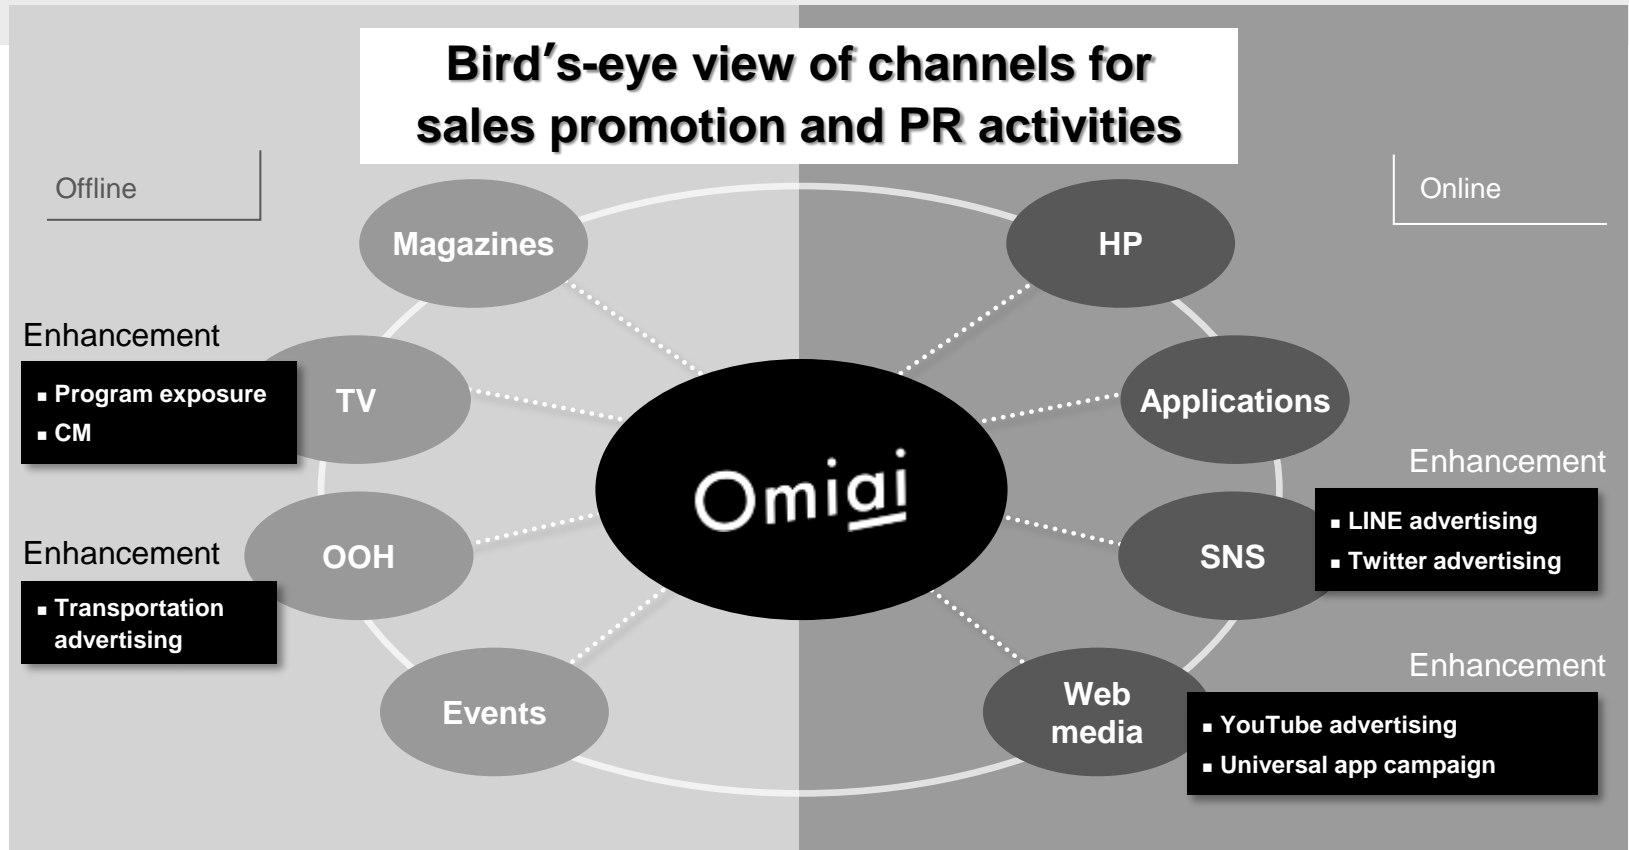 Bird’s-eye view of channels for
sales promotion and PR activities
Offline
Online
Magazines
HP
Enhancement
▪ Program exposure
▪ CM
TV
Applications
Omiai
Enhancement
▪ LINE advertising
▪ Twitter advertising
SNS
Enhancement
▪ Transportation
advertising
OOH
Events
Web
media
Enhancement
▪ YouTube advertising
▪ Universal app campaign